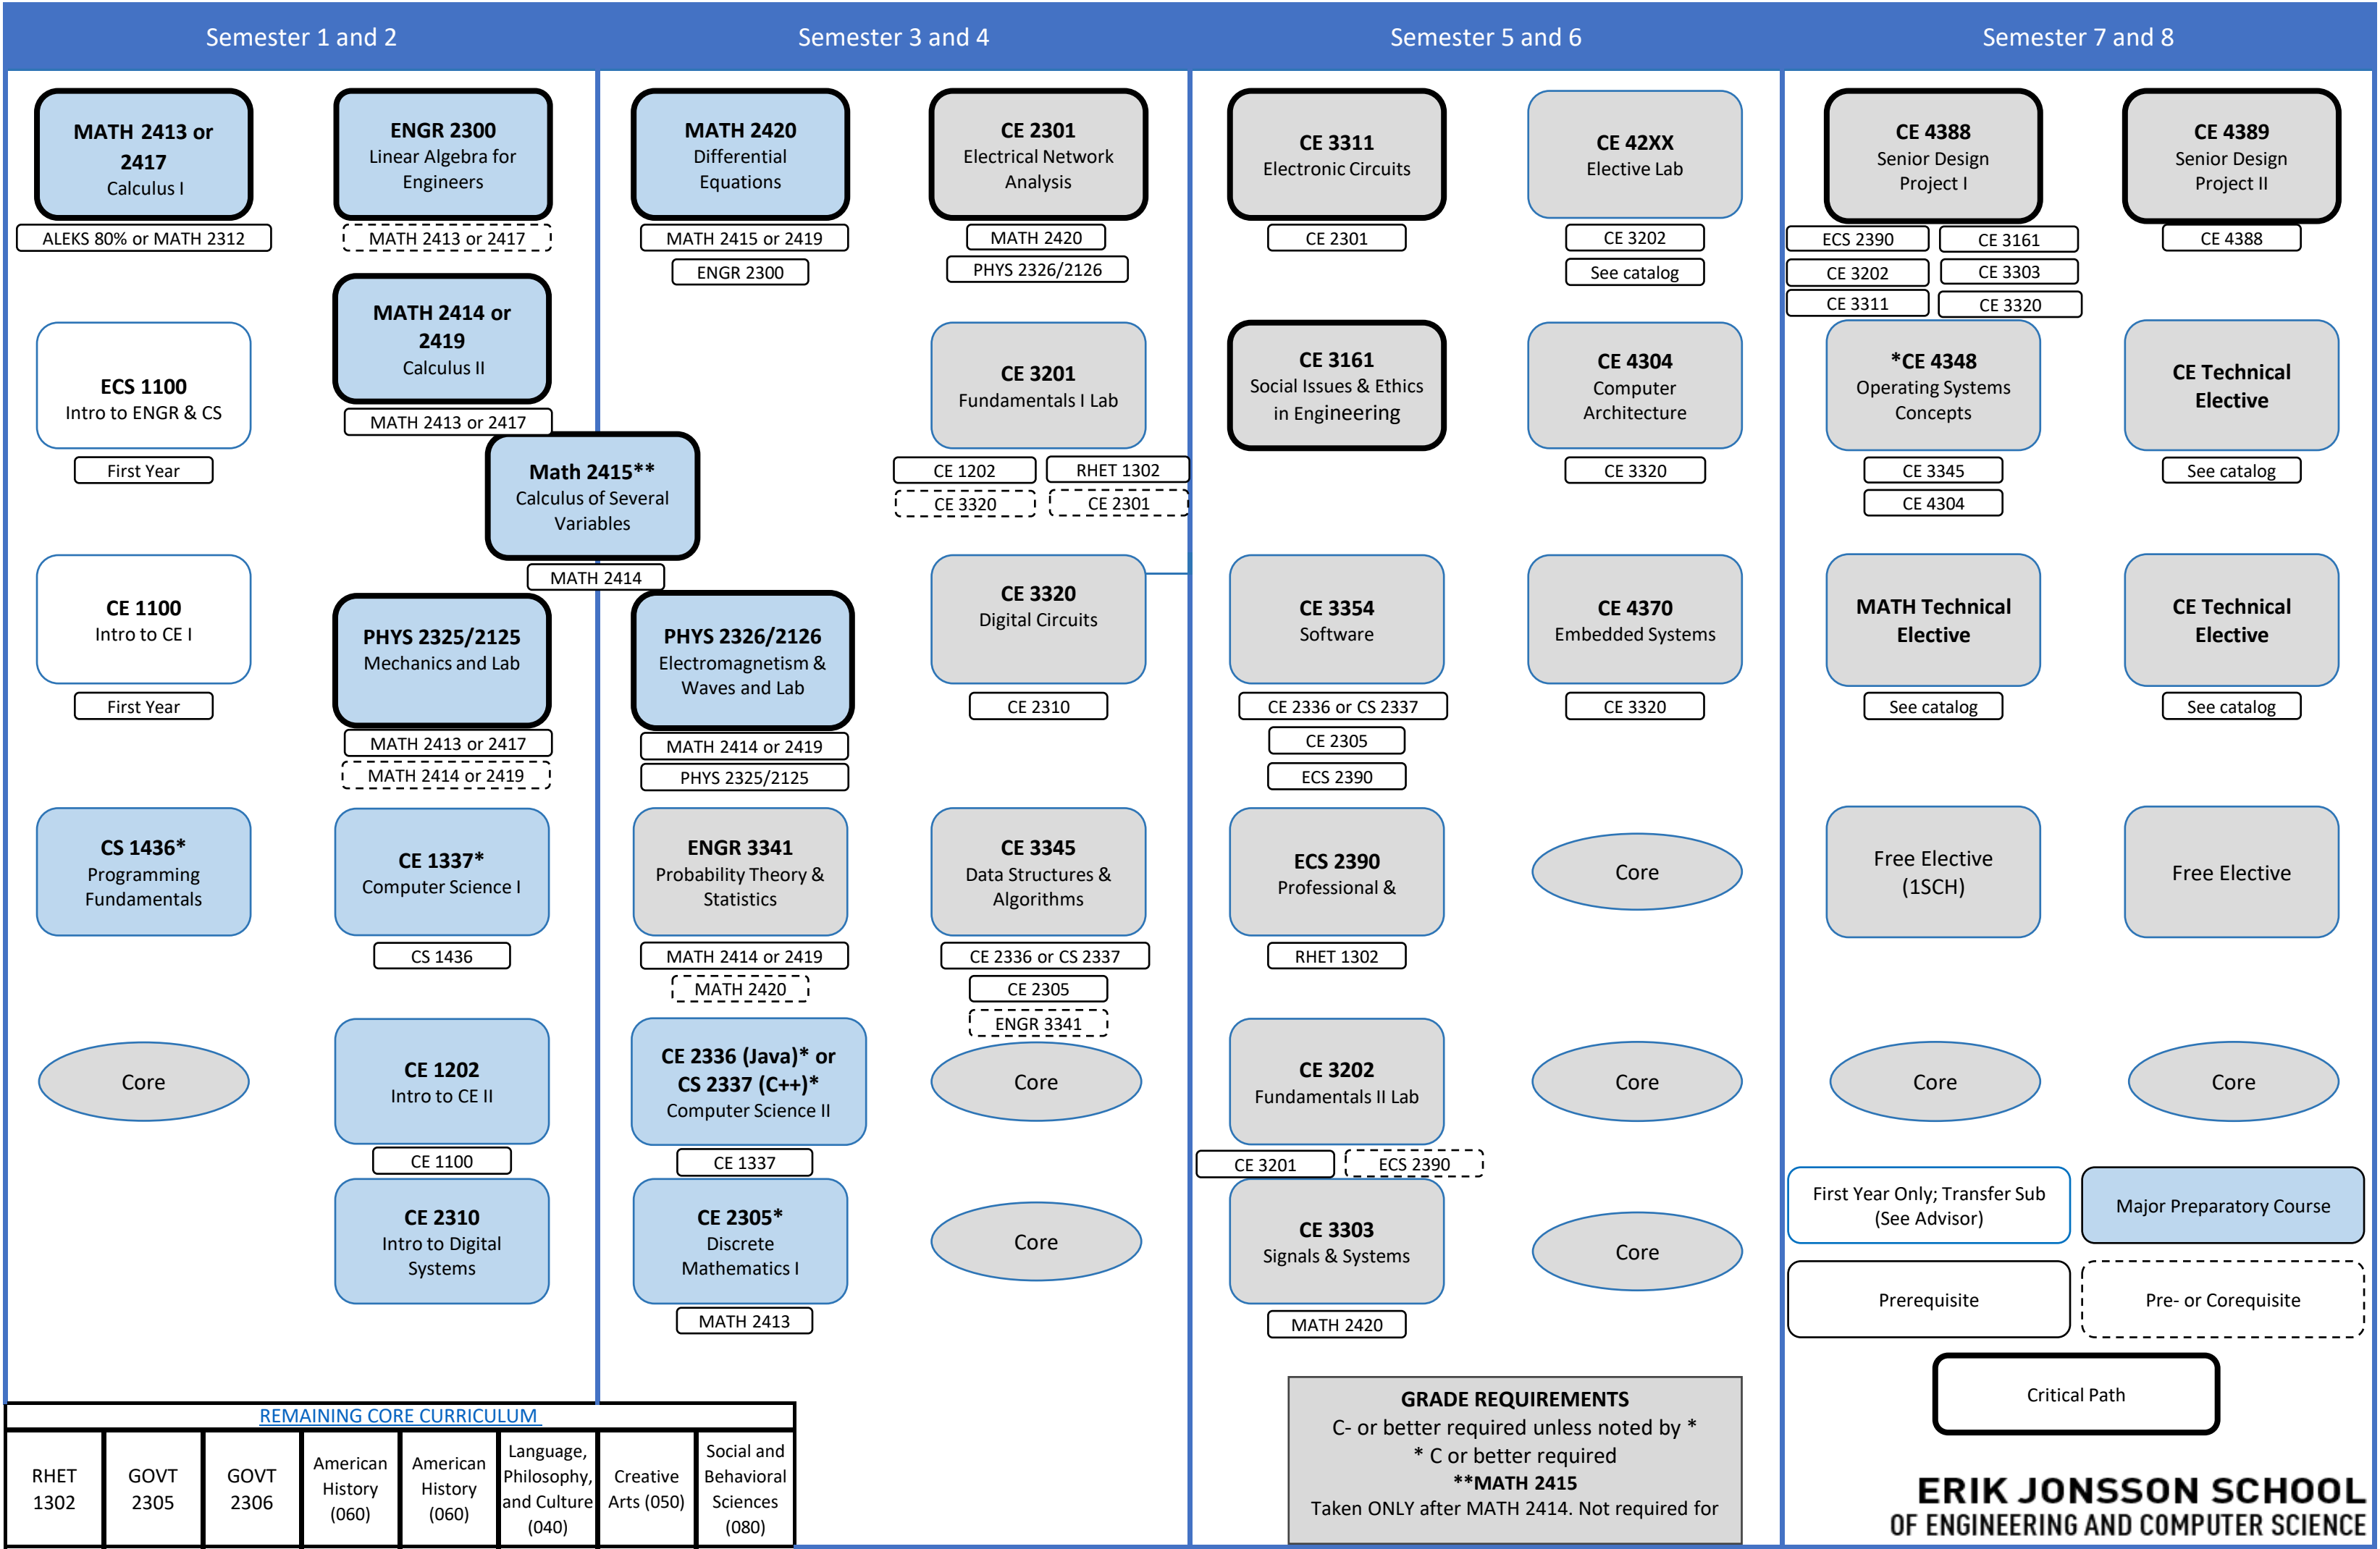 Semester 1 and 2
Semester 3 and 4
Semester 5 and 6
Semester 7 and 8
MATH 2413 or
2417
Calculus I
ALEKS 80% or MATH 2312
ECS 1100
Intro to ENGR & CS
First Year
CE 1100
Intro to CE I
First Year
CS 1436*
Programming
Fundamentals
Core
ENGR 2300
Linear Algebra for
Engineers
MATH 2413 or 2417
MATH 2414 or
2419
Calculus II
MATH 2413 or 2417
Math 2415**
Calculus of Several
Variables
MATH 2414
PHYS 2325/2125
Mechanics and Lab
MATH 2413 or 2417
MATH 2414 or 2419
CE 1337*
Computer Science I
CS 1436
CE 1202
Intro to CE II
CE 1100
CE 2310
Intro to Digital
Systems
MATH 2420
Differential
Equations
MATH 2415 or 2419
ENGR 2300
PHYS 2326/2126
Electromagnetism &
Waves and Lab
MATH 2414 or 2419
PHYS 2325/2125
ENGR 3341
Probability Theory &
Statistics
MATH 2414 or 2419
MATH 2420
CE 2336 (Java)* or
CS 2337 (C++)*
Computer Science II
CE 1337
CE 2305*
Discrete
Mathematics I
MATH 2413
CE 2301
Electrical Network
Analysis
MATH 2420
PHYS 2326/2126
CE 3201
Fundamentals I Lab
CE 1202
RHET 1302
CE 3320
CE 2301
CE 3320
Digital Circuits
CE 2310
CE 3345
Data Structures &
Algorithms
CE 2336 or CS 2337
CE 2305
ENGR 3341
Core
Core
CE 3311
Electronic Circuits
CE 2301
CE 3161
Social Issues & Ethics
in Engineering
CE 3354
Software
CE 2336 or CS 2337
CE 2305
ECS 2390
ECS 2390
Professional &
RHET 1302
CE 3202
Fundamentals II Lab
CE 3201
ECS 2390
CE 3303
Signals & Systems
MATH 2420
CE 42XX
Elective Lab
CE 3202
See catalog
CE 4304
Computer
Architecture
CE 3320
CE 4370
Embedded Systems
CE 3320
Core
Core
Core
CE 4388
Senior Design
Project I
ECS 2390
CE 3161
CE 3202
CE 3303
CE 3311
CE 3320
*CE 4348
Operating Systems
Concepts
CE 3345
CE 4304
MATH Technical
Elective
See catalog
Free Elective
(1SCH)
Core
CE 4389
Senior Design
Project II
CE 4388
CE Technical
Elective
See catalog
CE Technical
Elective
See catalog
Free Elective
Core
First Year Only; Transfer Sub
(See Advisor)
Major Preparatory Course
Prerequisite
Pre- or Corequisite
Critical Path
REMAINING CORE CURRICULUM
RHET
1302
GOVT
2305
GOVT
2306
American
History
(060)
American
History
(060)
Language,
Philosophy,
and Culture
(040)
Creative
Arts (050)
Social and
Behavioral
Sciences
(080)
GRADE REQUIREMENTS
C- or better required unless noted by *
* C or better required
**MATH 2415
Taken ONLY after MATH 2414. Not required for
ERIK JONSSON SCHOOL
OF ENGINEERING AND COMPUTER SCIENCE